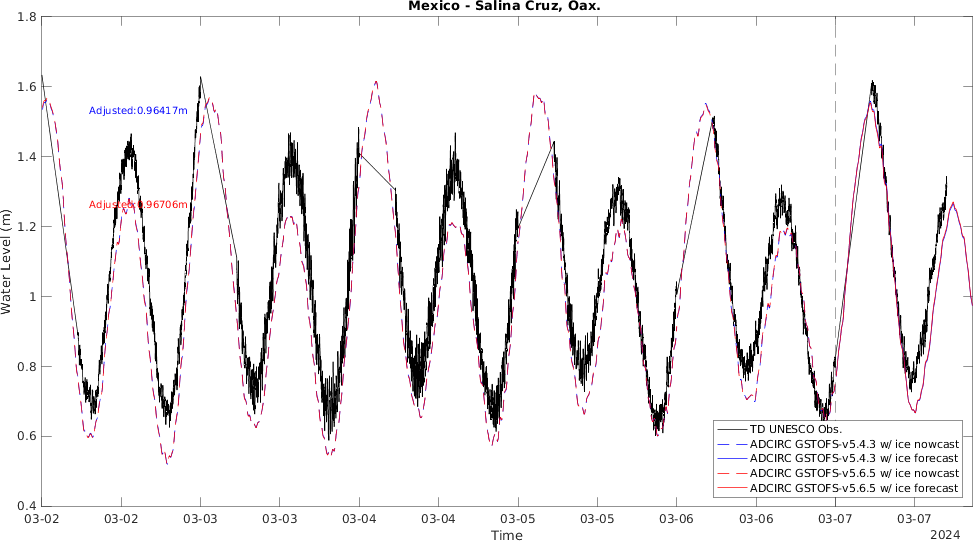 Mexico - Salina Cruz, Oax.
1.8
1.6
1.4
1.2
1
0.8
0.6
0.4
Water Level (m)
Adjusted:0.96417m
Adjusted:0.96706m
TD UNESCO Obs.
ADCIRC GSTOFS-v5.4.3 w/ ice nowcast
ADCIRC GSTOFS-v5.4.3 w/ ice forecast
ADCIRC GSTOFS-v5.6.5 w/ ice nowcast
ADCIRC GSTOFS-v5.6.5 w/ ice forecast
03-02 03-02 03-03 03-03 03-04 03-04 03-05 03-05 03-06 03-06 03-07 03-07
Time
2024